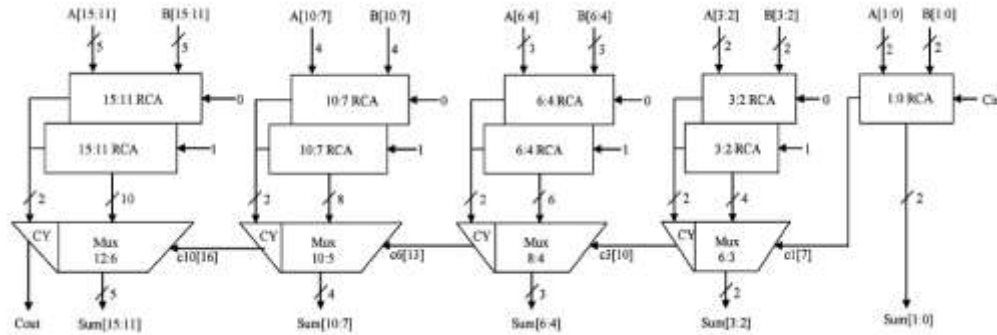 A[15:11] B[15:11] A[10:7] B[10:7] A[6:4] B[6:4] A[3:2] B[3:2] A[1:0] B[1:0]
5 5 4 4 3 3 2 2 2 2
15:11 RCA 0 10:7 RCA 0 6:4 RCA 0 3:2 RCA 0 1:0 RCA Cin
15:11 RCA 1 10:7 RCA 1 6:4 RCA 1 3:2 RCA 1
2 10 2 8 2 6 2 4 2
CY Mux CY Mux CY Mux CY Mux
12:6 c10[16] 10:5 c6[13] 8:4 c3[10] 6:3 c1[7]
5 4 3 2
Cout Sum[15:11] Sum[10:7] Sum[6:4] Sum[3:2] Sum[1:0]